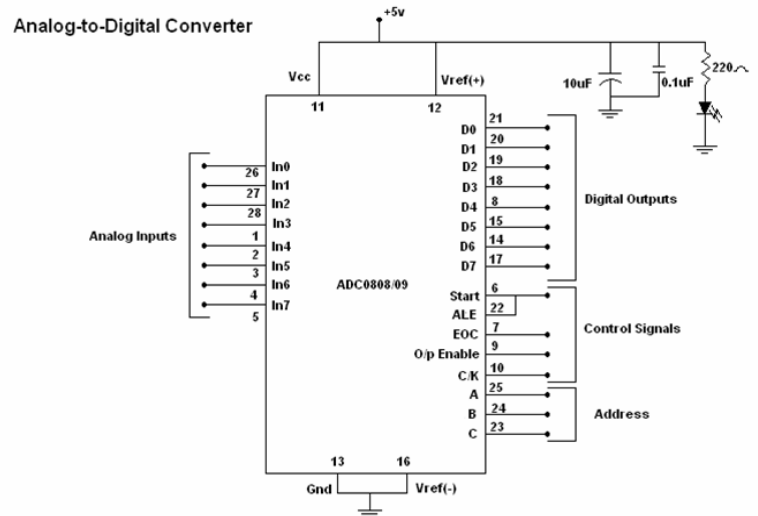 Analog-to-Digital Converter
+5v
Vcc
Vref(+)
10uF
0.1uF
220
11
12
21
D0
20
D1
19
D2
18
D3
8
D4
15
D5
14
D6
17
D7
Digital Outputs
In0
26
In1
27
In2
28
In3
1
In4
2
In5
3
In6
4
In7
5
Analog Inputs
ADC0808/09
6
Start
22
ALE
7
EOC
9
O/p Enable
10
C/K
Control Signals
25
A
24
B
23
C
Address
13
16
Gnd
Vref(-)